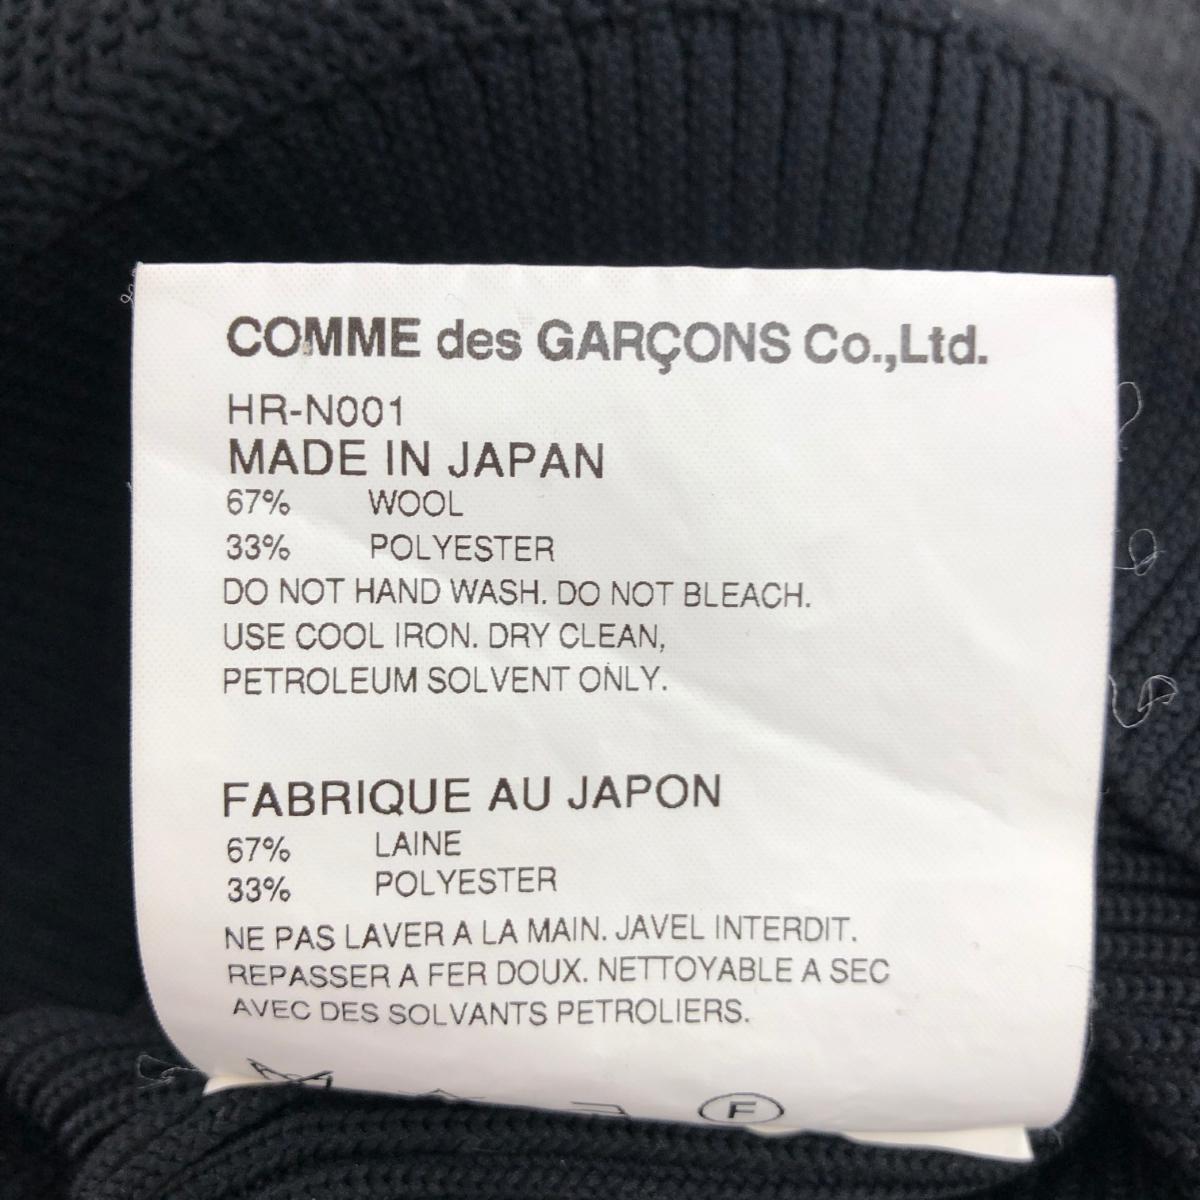 COMME des GARÇONS Co.,Ltd.
HR-N001
MADE IN JAPAN
67% WOOL
33% POLYESTER
DO NOT HAND WASH. DO NOT BLEACH.
USE COOL IRON. DRY CLEAN,
PETROLEUM SOLVENT ONLY.
FABRIQUE AU JAPON
67% LAINE
33% POLYESTER
NE PAS LAVER A LA MAIN. JAVEL INTERDIT.
REPASSER A FER DOUX. NETTOYABLE A SEC
AVEC DES SOLVANTS PETROLIERS.
F